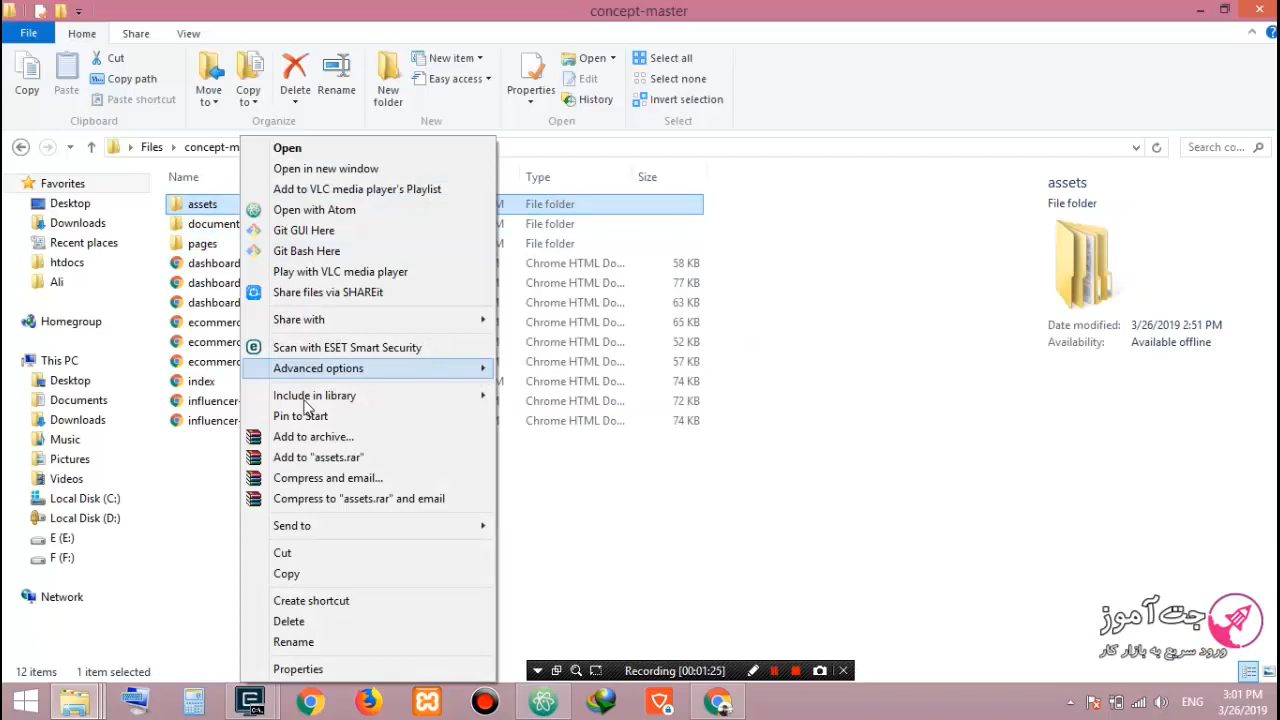 concept-master
File Home Share View
Copy Paste Cut Copy path Paste shortcut
Move to Copy to Delete Rename
New folder New item Easy access
Properties Open Edit History
Select all Select none Invert selection
Clipboard Organize New Open Select
Files concept-m Search co...
Name Type Size
Favorites
Desktop
Downloads
Recent places
htdocs
Ali
Homegroup
This PC
Desktop
Documents
Downloads
Music
Pictures
Videos
Local Disk (C:)
Local Disk (D:)
E (E:)
F (F:)
Network
assets M File folder
document File folder
pages M File folder
dashboard Chrome HTML Do... 58 KB
dashboard Chrome HTML Do... 77 KB
dashboard M Chrome HTML Do... 63 KB
ecommerc M Chrome HTML Do... 65 KB
ecommerc M Chrome HTML Do... 52 KB
ecommerc M Chrome HTML Do... 57 KB
index M Chrome HTML Do... 74 KB
influencer- M Chrome HTML Do... 72 KB
influencer- M Chrome HTML Do... 74 KB
Open
Open in new window
Add to VLC media player's Playlist
Open with Atom
Git GUI Here
Git Bash Here
Play with VLC media player
Share files via SHAREit
Share with
Scan with ESET Smart Security
Advanced options
Include in library
Pin to Start
Add to archive...
Add to "assets.rar"
Compress and email...
Compress to "assets.rar" and email
Send to
Cut
Copy
Create shortcut
Delete
Rename
Properties
assets
File folder
Date modified: 3/26/2019 2:51 PM
Availability: Available offline
جت آموز
ورود سریع به بازار کار
12 items 1 item selected
Recording [00:01:25]
ENG
3:01 PM
3/26/2019